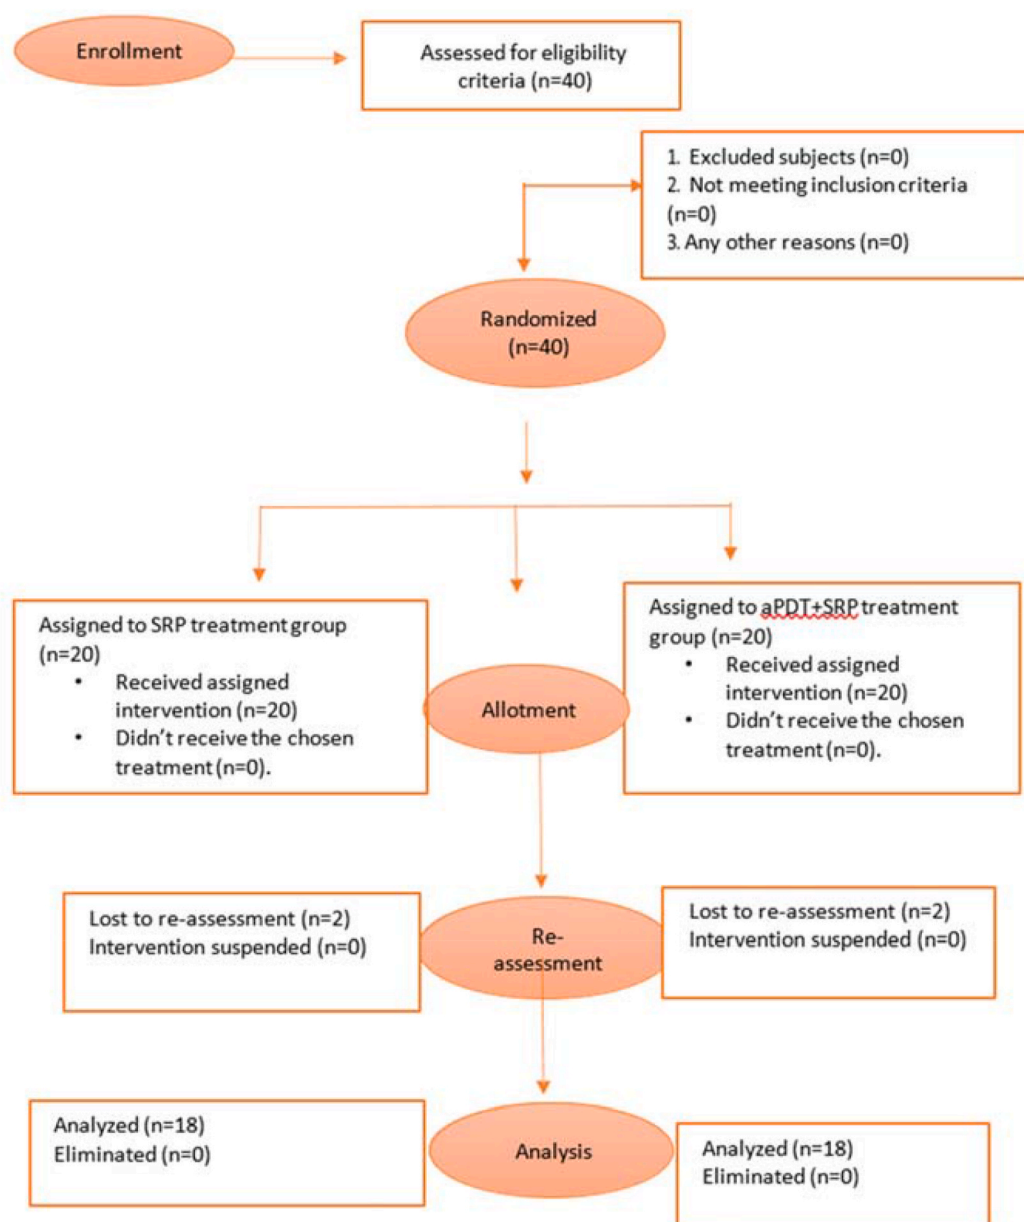 Enrollment
Assessed for eligibility
criteria (n=40)
1. Excluded subjects (n=0)
2. Not meeting inclusion criteria
(n=0)
3. Any other reasons (n=0)
Randomized
(n=40)
Assigned to SRP treatment group
(n=20)
• Received assigned
intervention (n=20)
• Didn't receive the chosen
treatment (n=0).
Allotment
Assigned to aPDT+SRP treatment
group (n=20)
• Received assigned
intervention (n=20)
• Didn't receive the chosen
treatment (n=0).
Lost to re-assessment (n=2)
Intervention suspended (n=0)
Re-
assessment
Lost to re-assessment (n=2)
Intervention suspended (n=0)
Analyzed (n=18)
Eliminated (n=0)
Analysis
Analyzed (n=18)
Eliminated (n=0)